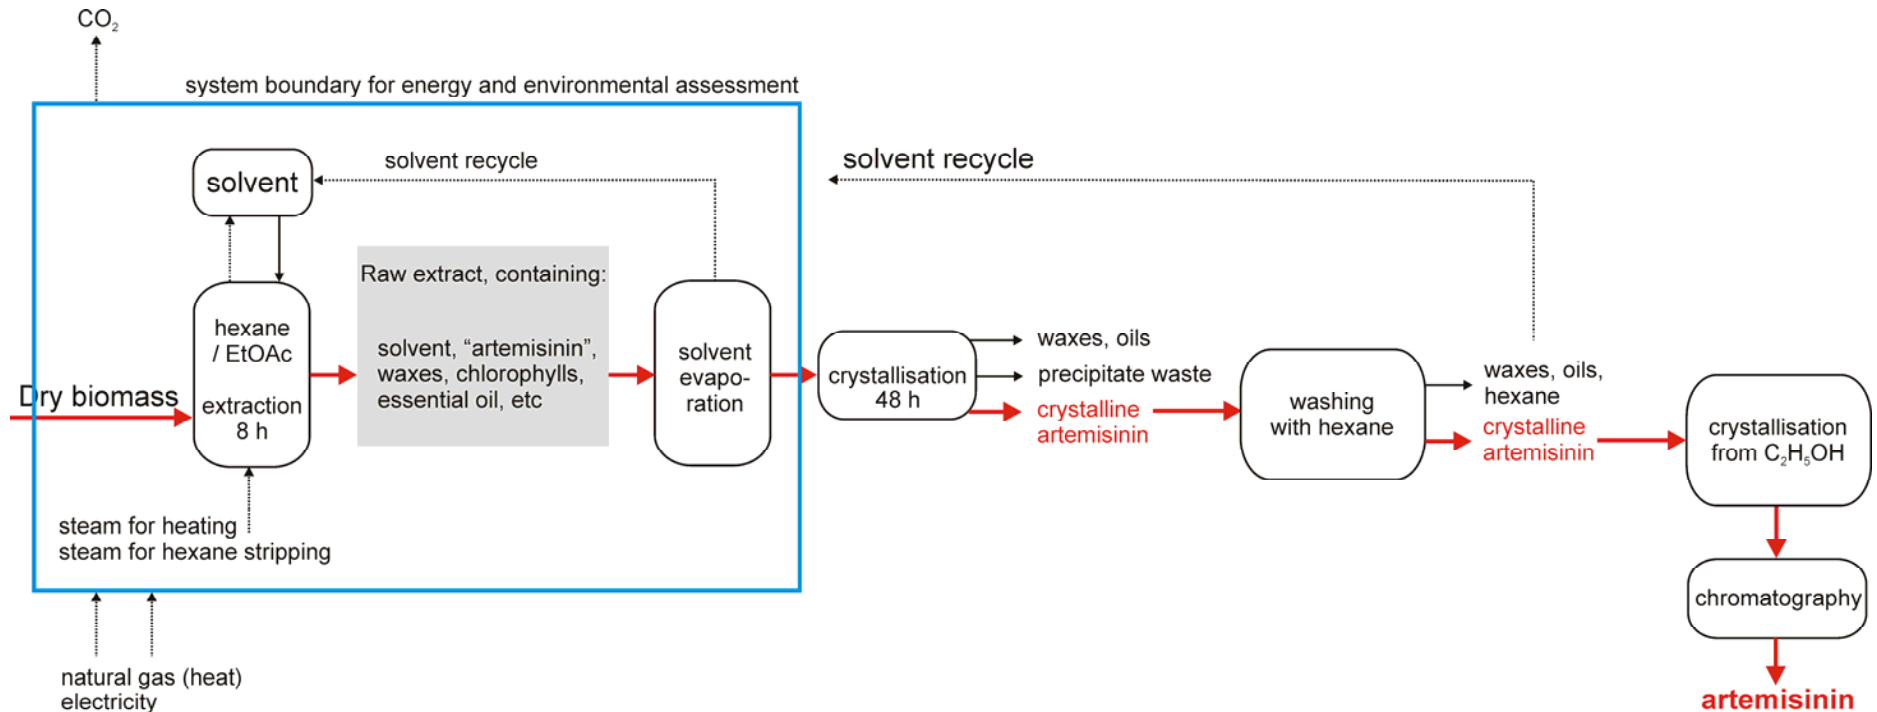 CO₂
system boundary for energy and environmental assessment
solvent recycle
solvent recycle
solvent
Raw extract, containing:
solvent, “artemisinin”,
waxes, chlorophylls,
essential oil, etc
hexane
/ EtOAc
extraction
8 h
Dry biomass
solvent
evapo-
ration
crystallisation
48 h
waxes, oils
precipitate waste
crystalline
artemisinin
washing
with hexane
waxes, oils,
hexane
crystalline
artemisinin
crystallisation
from C₂H₅OH
steam for heating
steam for hexane stripping
chromatography
natural gas (heat)
electricity
artemisinin